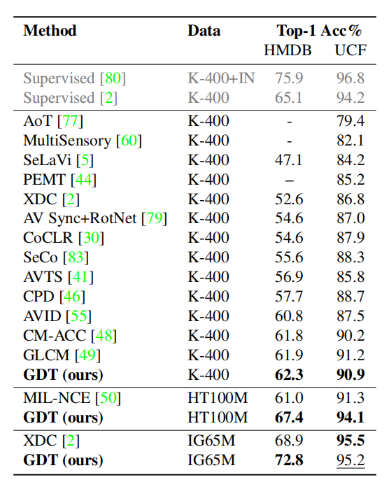 Method Data Top-1 Acc%
HMDB UCF
Supervised [80] K-400+IN 75.9 96.8
Supervised [2] K-400 65.1 94.2
AoT [77] K-400 - 79.4
MultiSensory [60] K-400 - 82.1
SeLaVi [5] K-400 47.1 84.2
PEMT [44] K-400 – 85.2
XDC [2] K-400 52.6 86.8
AV Sync+RotNet [79] K-400 54.6 87.0
CoCLR [30] K-400 54.6 87.9
SeCo [83] K-400 55.6 88.3
AVTS [41] K-400 56.9 85.8
CPD [46] K-400 57.7 88.7
AVID [55] K-400 60.8 87.5
CM-ACC [48] K-400 61.8 90.2
GLCM [49] K-400 61.9 91.2
GDT (ours) K-400 62.3 90.9
MIL-NCE [50] HT100M 61.0 91.3
GDT (ours) HT100M 67.4 94.1
XDC [2] IG65M 68.9 95.5
GDT (ours) IG65M 72.8 95.2